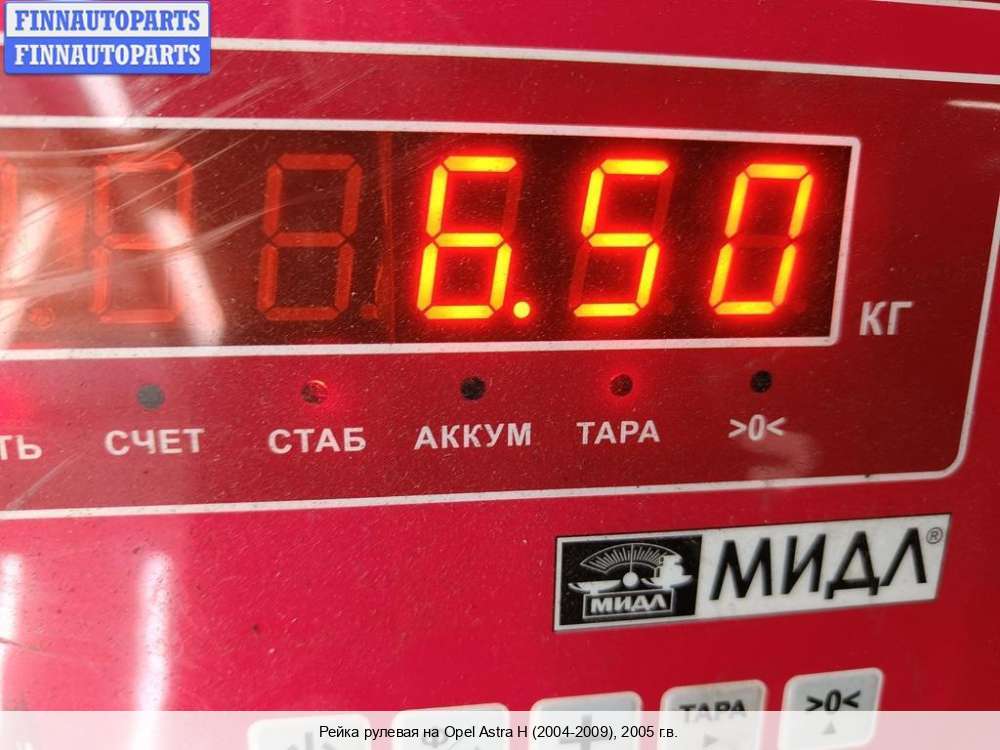 FINNAUTOPARTS
FINNAUTOPARTS
6.50
КГ
ТЬ СЧЕТ СТАБ АККУМ ТАРА >0<
МИДЛ МИДЛ®
ТАРА >0<
Рейка рулевая на Opel Astra H (2004-2009), 2005 г.в.